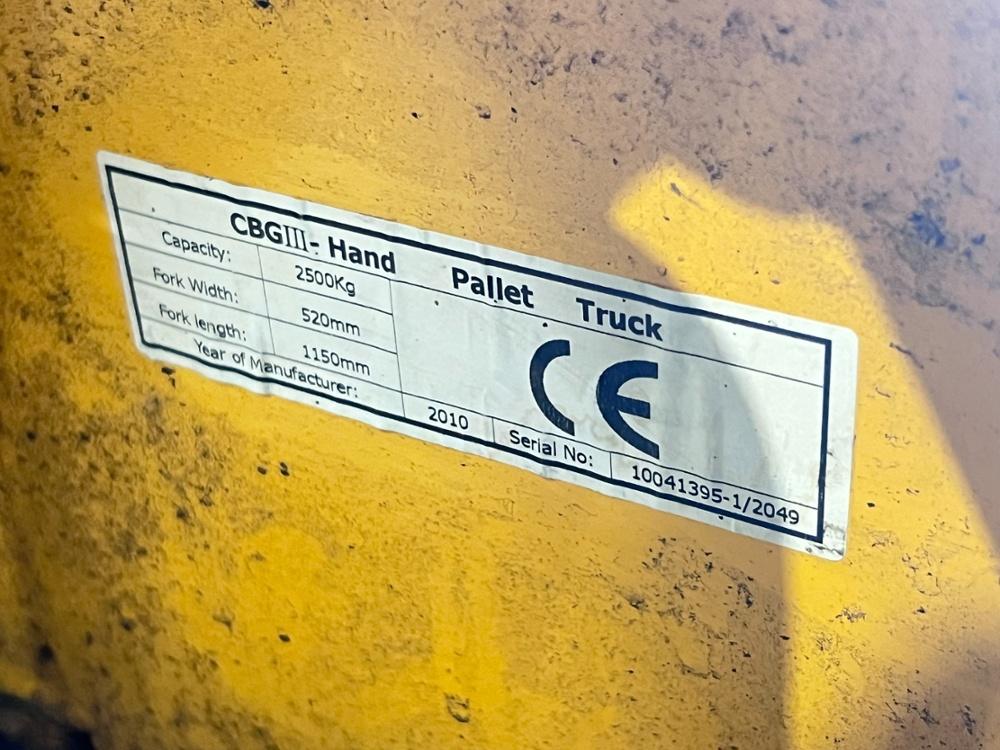 CBGIII- Hand Pallet Truck
Capacity: 2500Kg
Fork Width: 520mm
Fork length: 1150mm
CE
Year of Manufacturer: 2010 Serial No: 10041395-1/2049